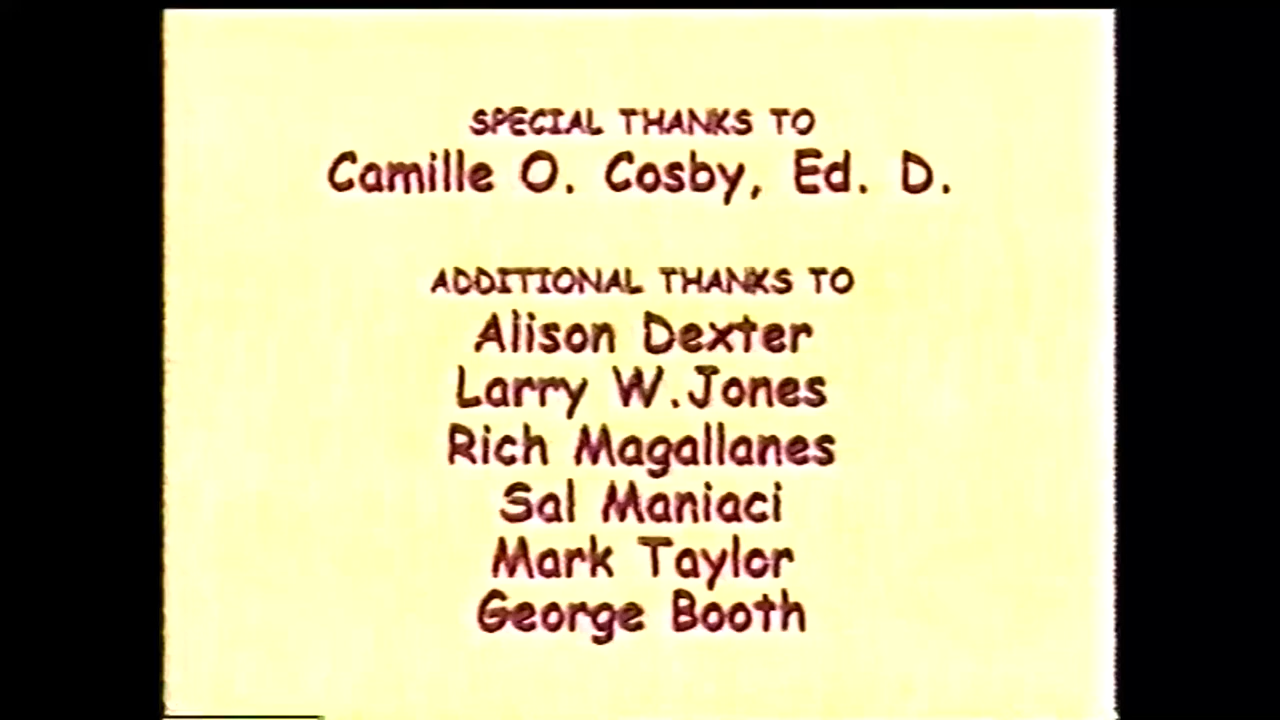 SPECIAL THANKS TO
Camille O. Cosby, Ed. D.
ADDITIONAL THANKS TO
Alison Dexter
Larry W.Jones
Rich Magallanes
Sal Maniaci
Mark Taylor
George Booth